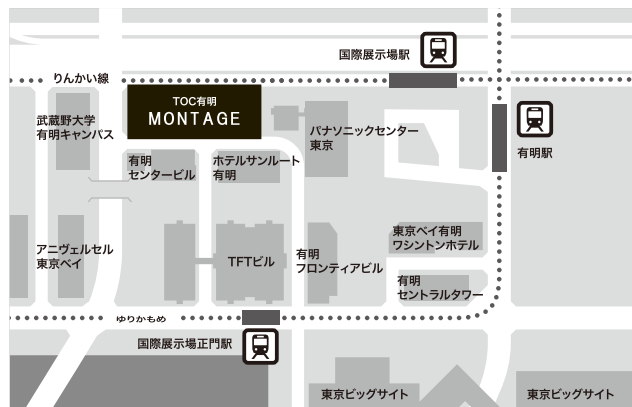 国際展示場駅
りんかい線
TOC有明
MONTAGE
武蔵野大学
有明キャンパス
パナソニックセンター
東京
有明駅
有明
センタービル
ホテルサンルート
有明
アニヴェルセル
東京ベイ
TFTビル
有明
フロンティアビル
東京ベイ有明
ワシントンホテル
有明
セントラルタワー
ゆりかもめ
国際展示場正門駅
東京ビッグサイト
東京ビッグサイト